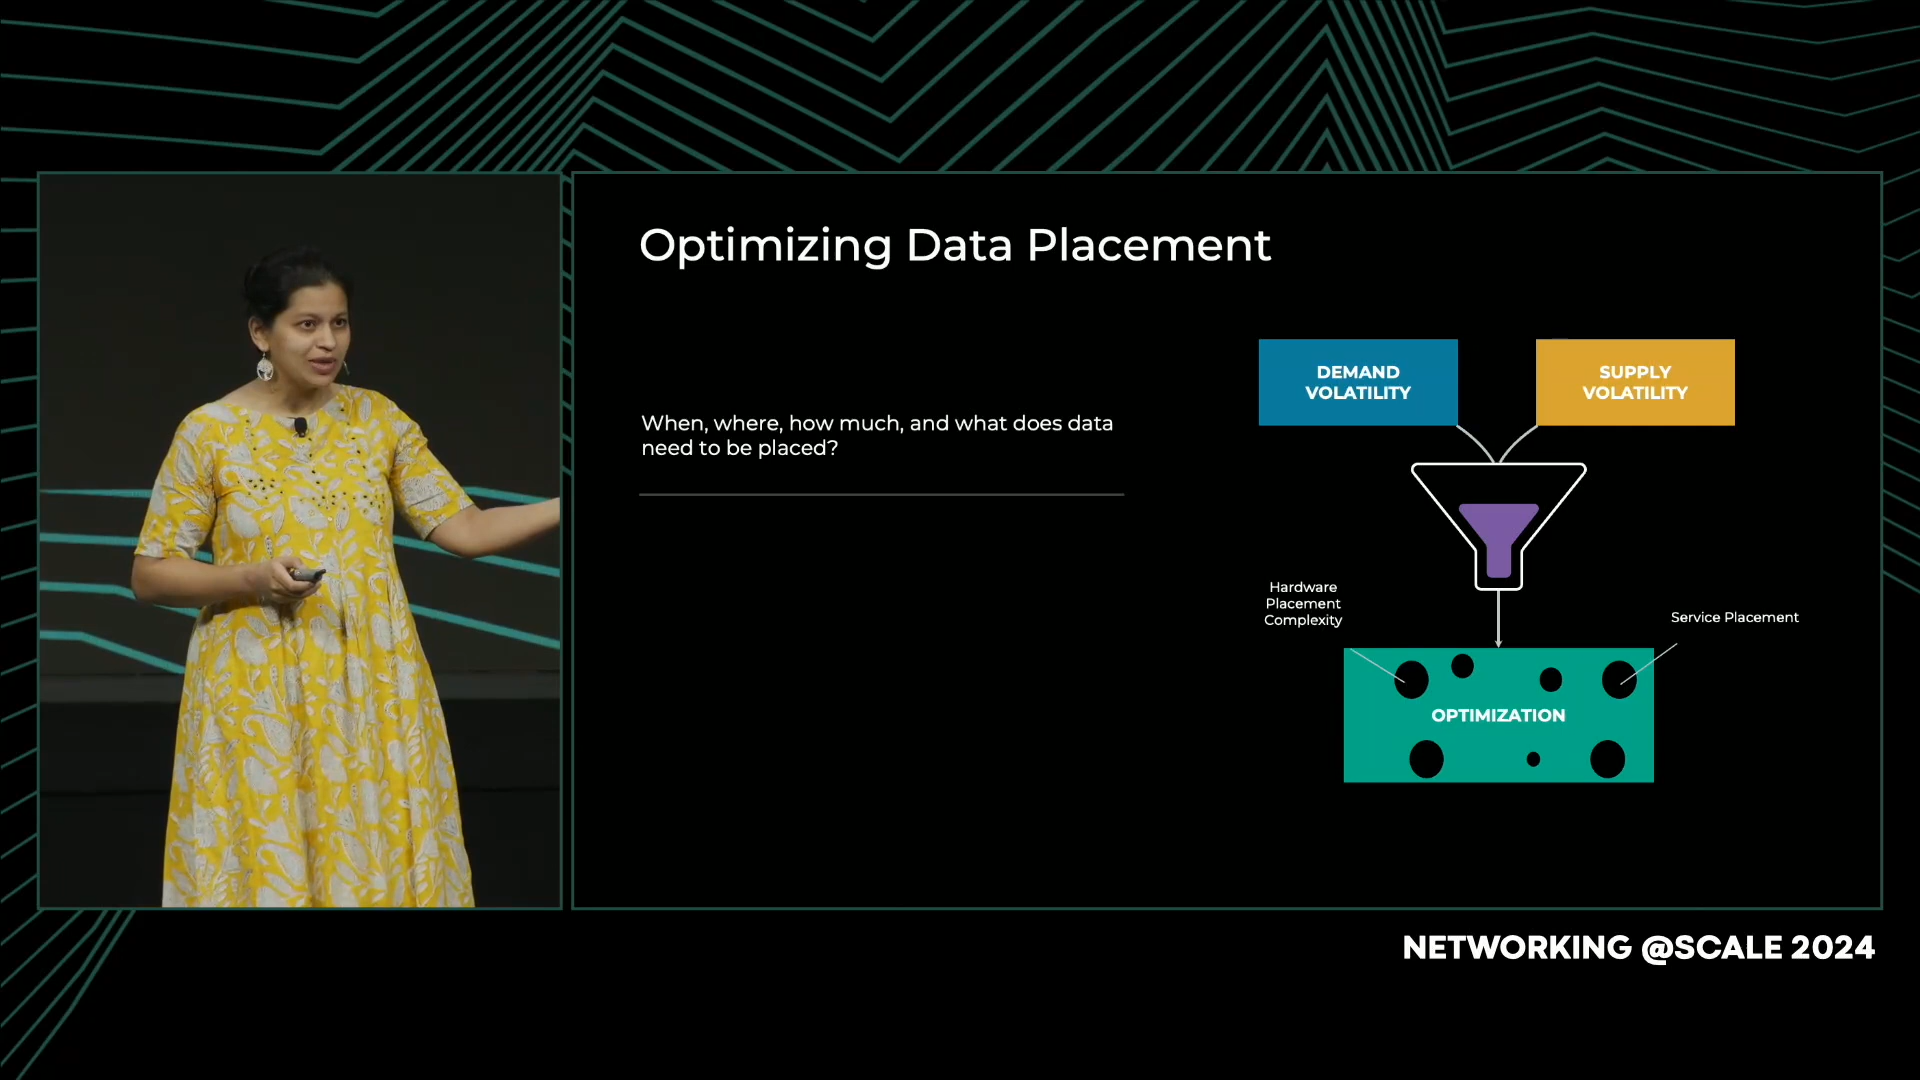 Optimizing Data Placement
When, where, how much, and what does data
need to be placed?
DEMAND
VOLATILITY
SUPPLY
VOLATILITY
Hardware
Placement
Complexity
Service Placement
OPTIMIZATION
NETWORKING @SCALE 2024